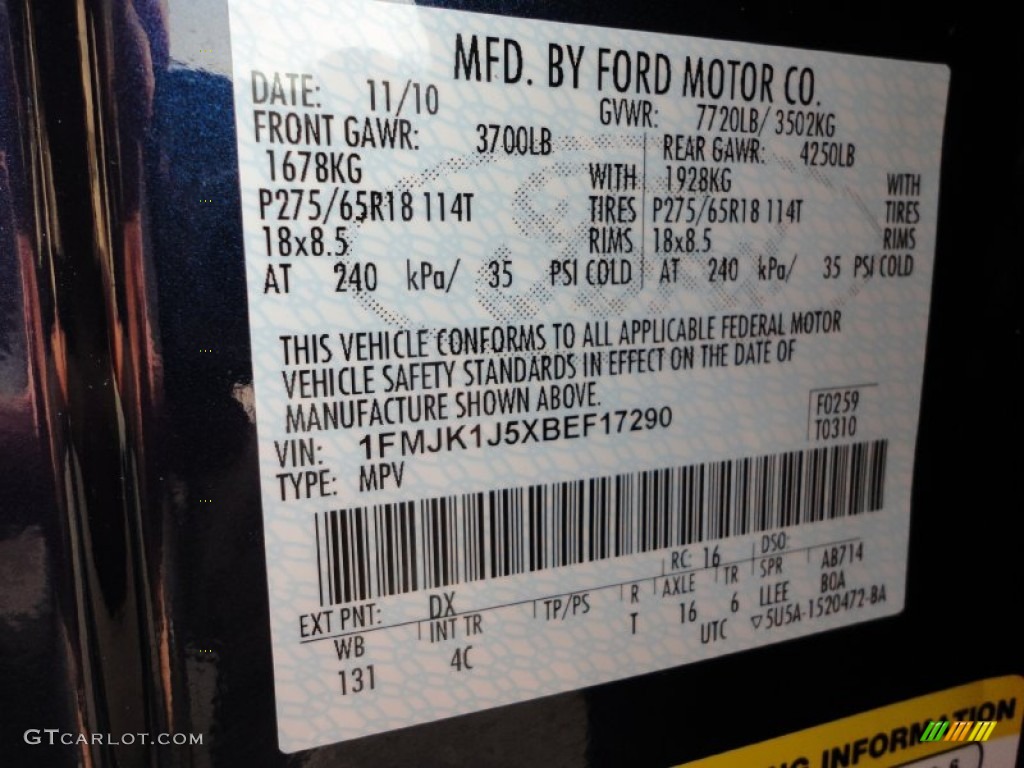 MFD. BY FORD MOTOR CO.
DATE: 11/10 GVWR: 7720LB/ 3502KG
FRONT GAWR: 3700LB REAR GAWR: 4250LB
1678KG WITH 1928KG WITH
P275/65R18 114T TIRES P275/65R18 114T TIRES
18x8.5 RIMS 18x8.5 RIMS
AT 240 kPa/ 35 PSI COLD AT 240 kPa/ 35 PSI COLD
THIS VEHICLE CONFORMS TO ALL APPLICABLE FEDERAL MOTOR
VEHICLE SAFETY STANDARDS IN EFFECT ON THE DATE OF
MANUFACTURE SHOWN ABOVE.
F0259
VIN: 1FMJK1J5XBEF17290
T0310
TYPE: MPV
EXT PNT: DX RC: 16 DSO:
WB INT TR TP/PS R AXLE TR SPR AB714
131 4C T 16 6 LLEE BOA
UTC ▽5U5A-1520472-BA
INFORMATION
GTCARLOT.COM